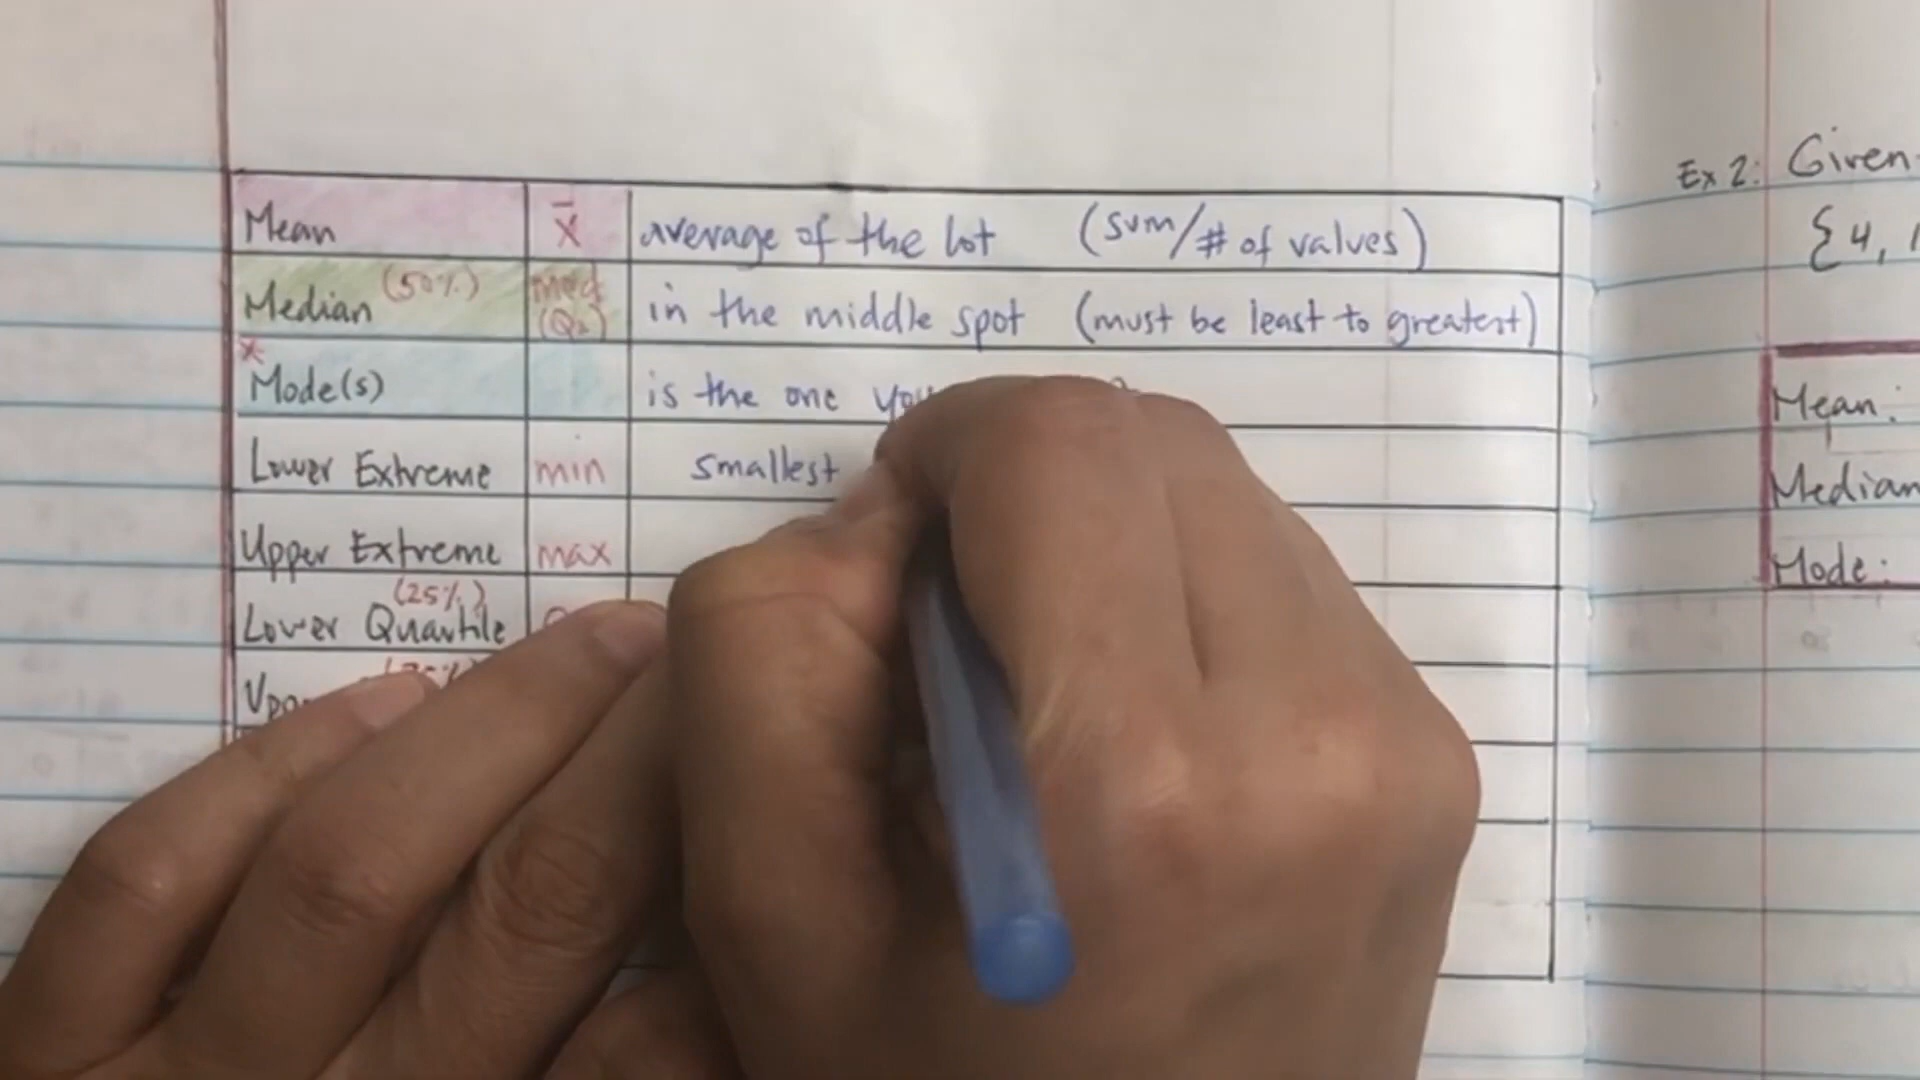 Mean x̄ average of the lot (sum/# of values)
Median (50%) med (Q2) in the middle spot (must be least to greatest)
* Mode(s) is the one
Lower Extreme min smallest
Upper Extreme max
Lower Quartile (25%)
Ex 2: Given
{4,
Mean:
Median
Mode: